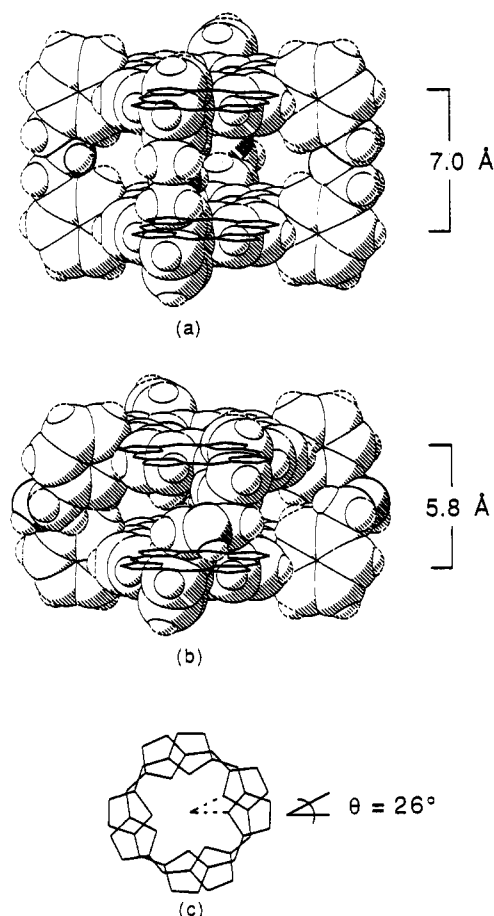 7.0 Å
(a)
5.8 Å
(b)
θ = 26°
(c)